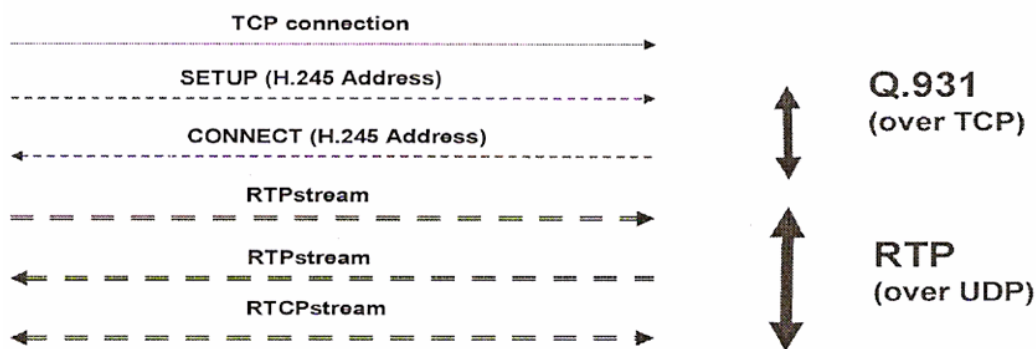 TCP connection
SETUP (H.245 Address)
CONNECT (H.245 Address)
Q.931
(over TCP)
RTPstream
RTPstream
RTCPstream
RTP
(over UDP)